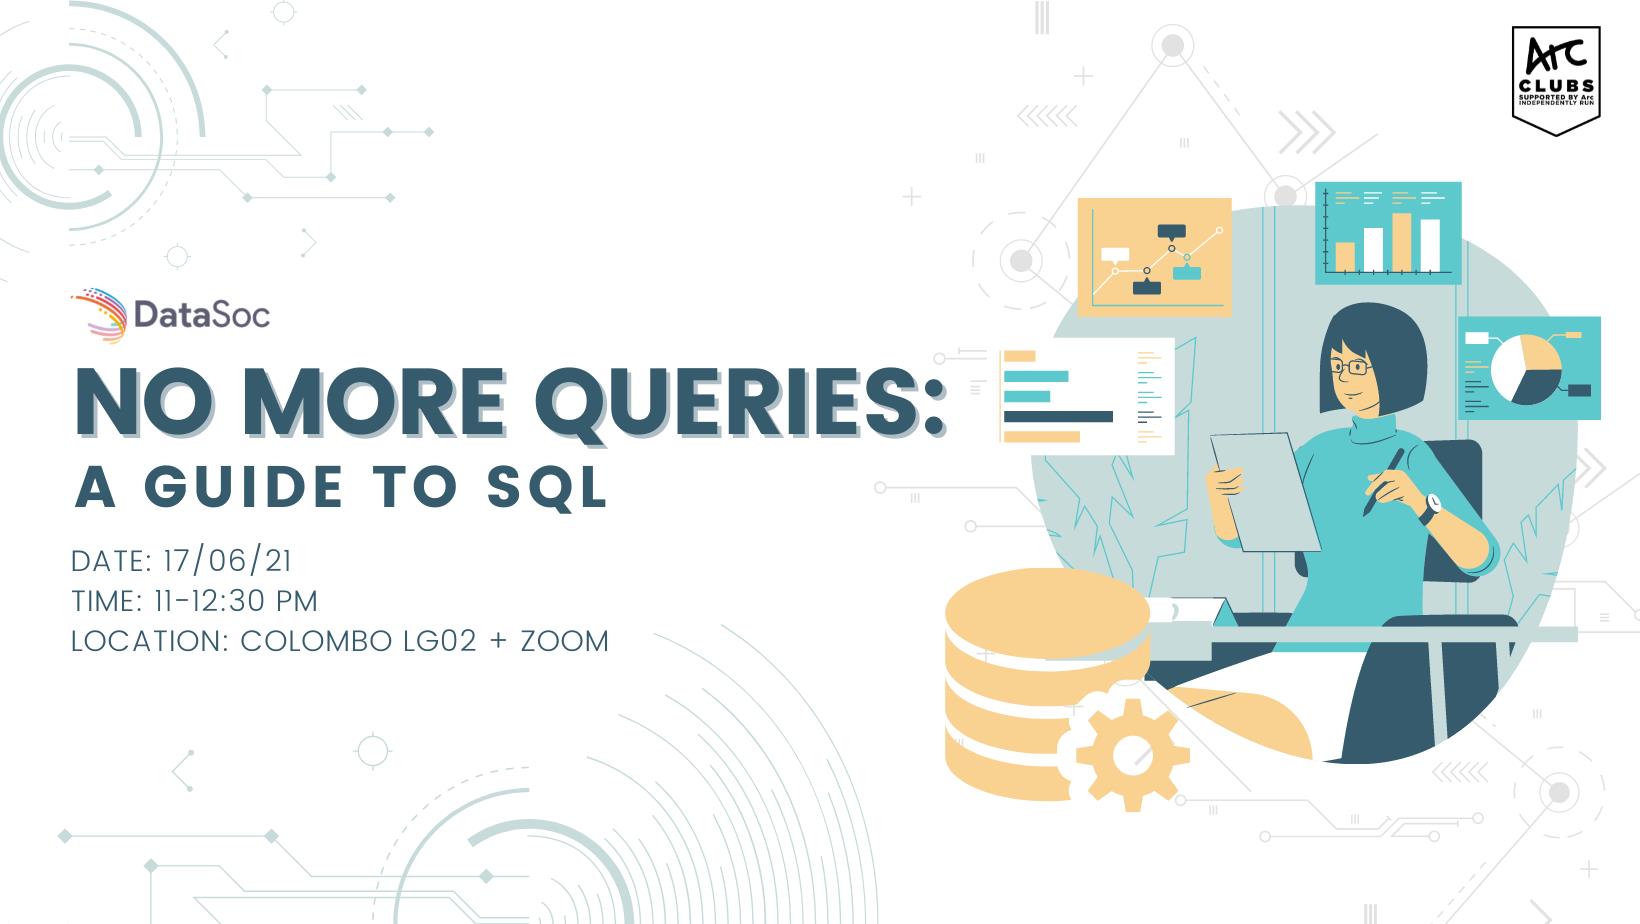 Arc
CLUBS
SUPPORTED BY Arc
INDEPENDENTLY RUN
DataSoc
NO MORE QUERIES:
A GUIDE TO SQL
DATE: 17/06/21
TIME: 11-12:30 PM
LOCATION: COLOMBO LG02 + ZOOM